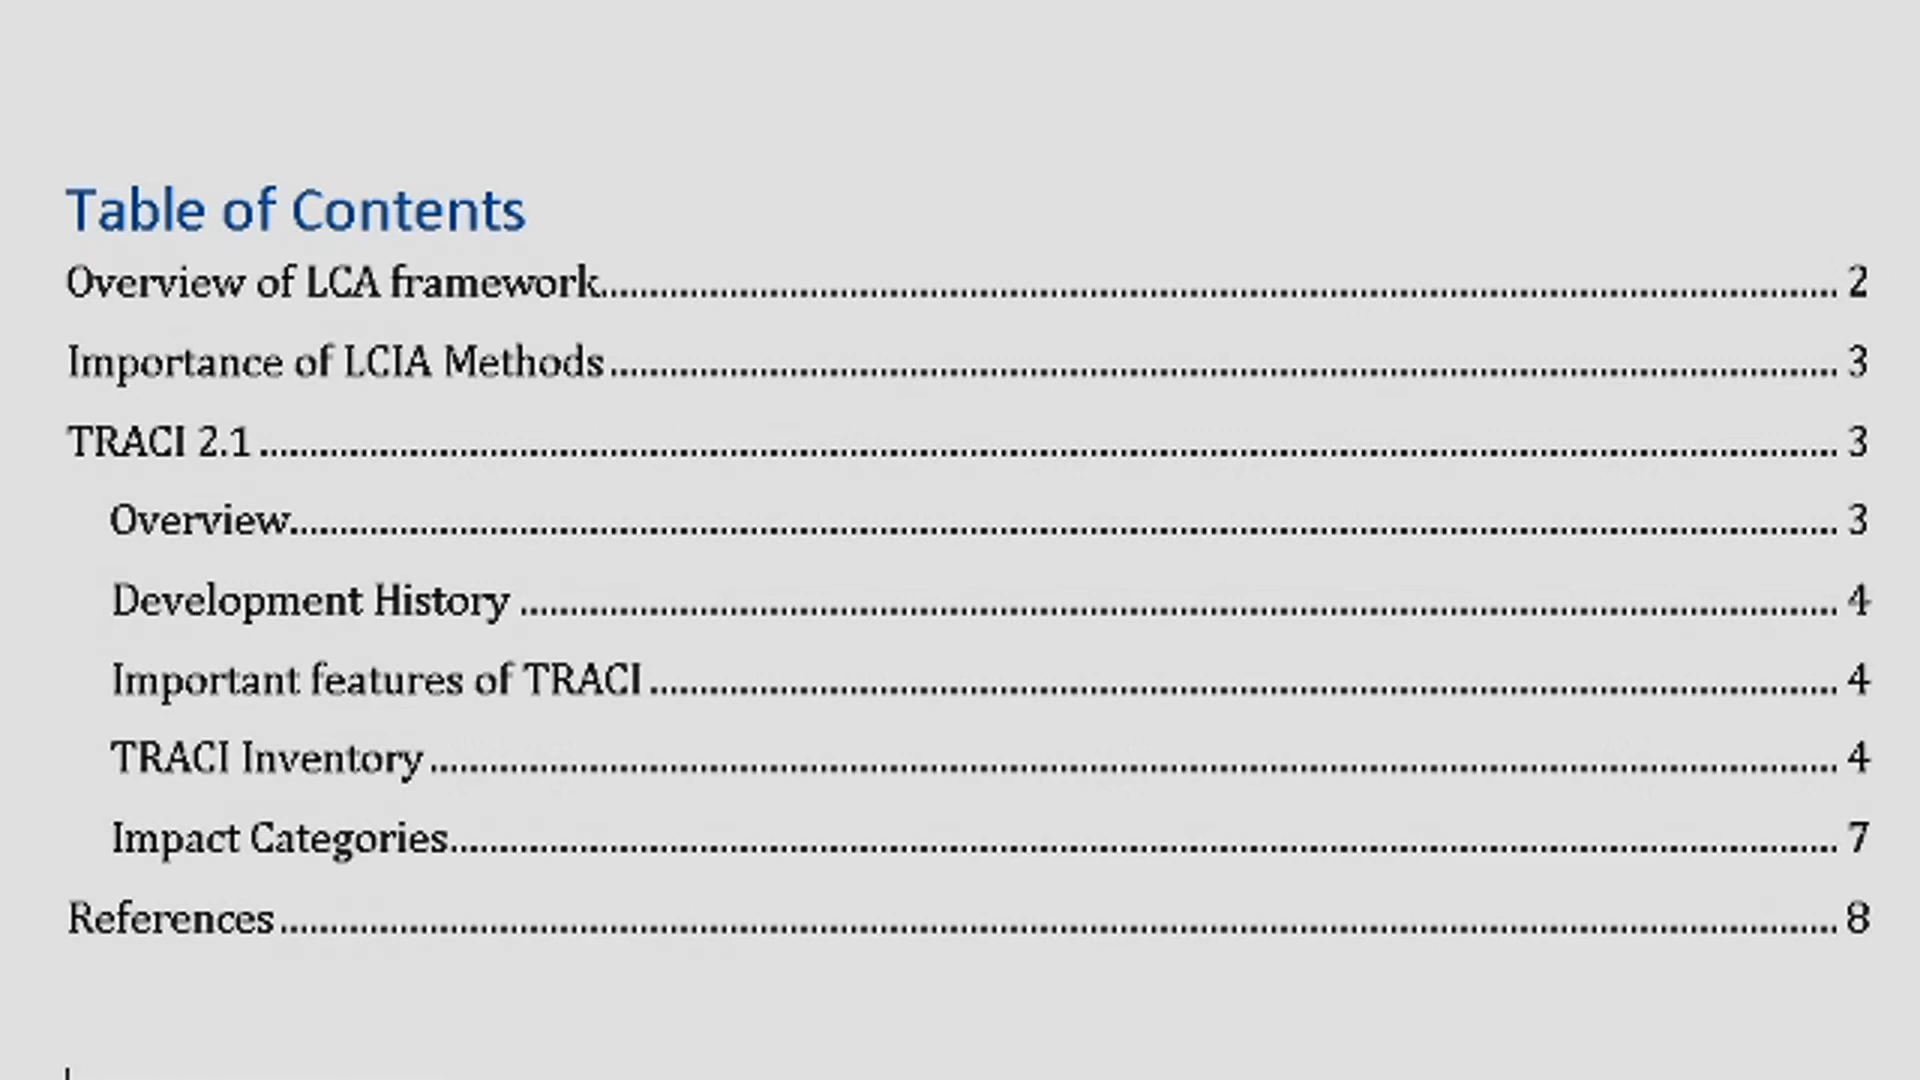 Table of Contents
Overview of LCA framework.................... 2
Importance of LCIA Methods.................... 3
TRACI 2.1.................... 3
Overview.................... 3
Development History.................... 4
Important features of TRACI.................... 4
TRACI Inventory.................... 4
Impact Categories.................... 7
References.................... 8